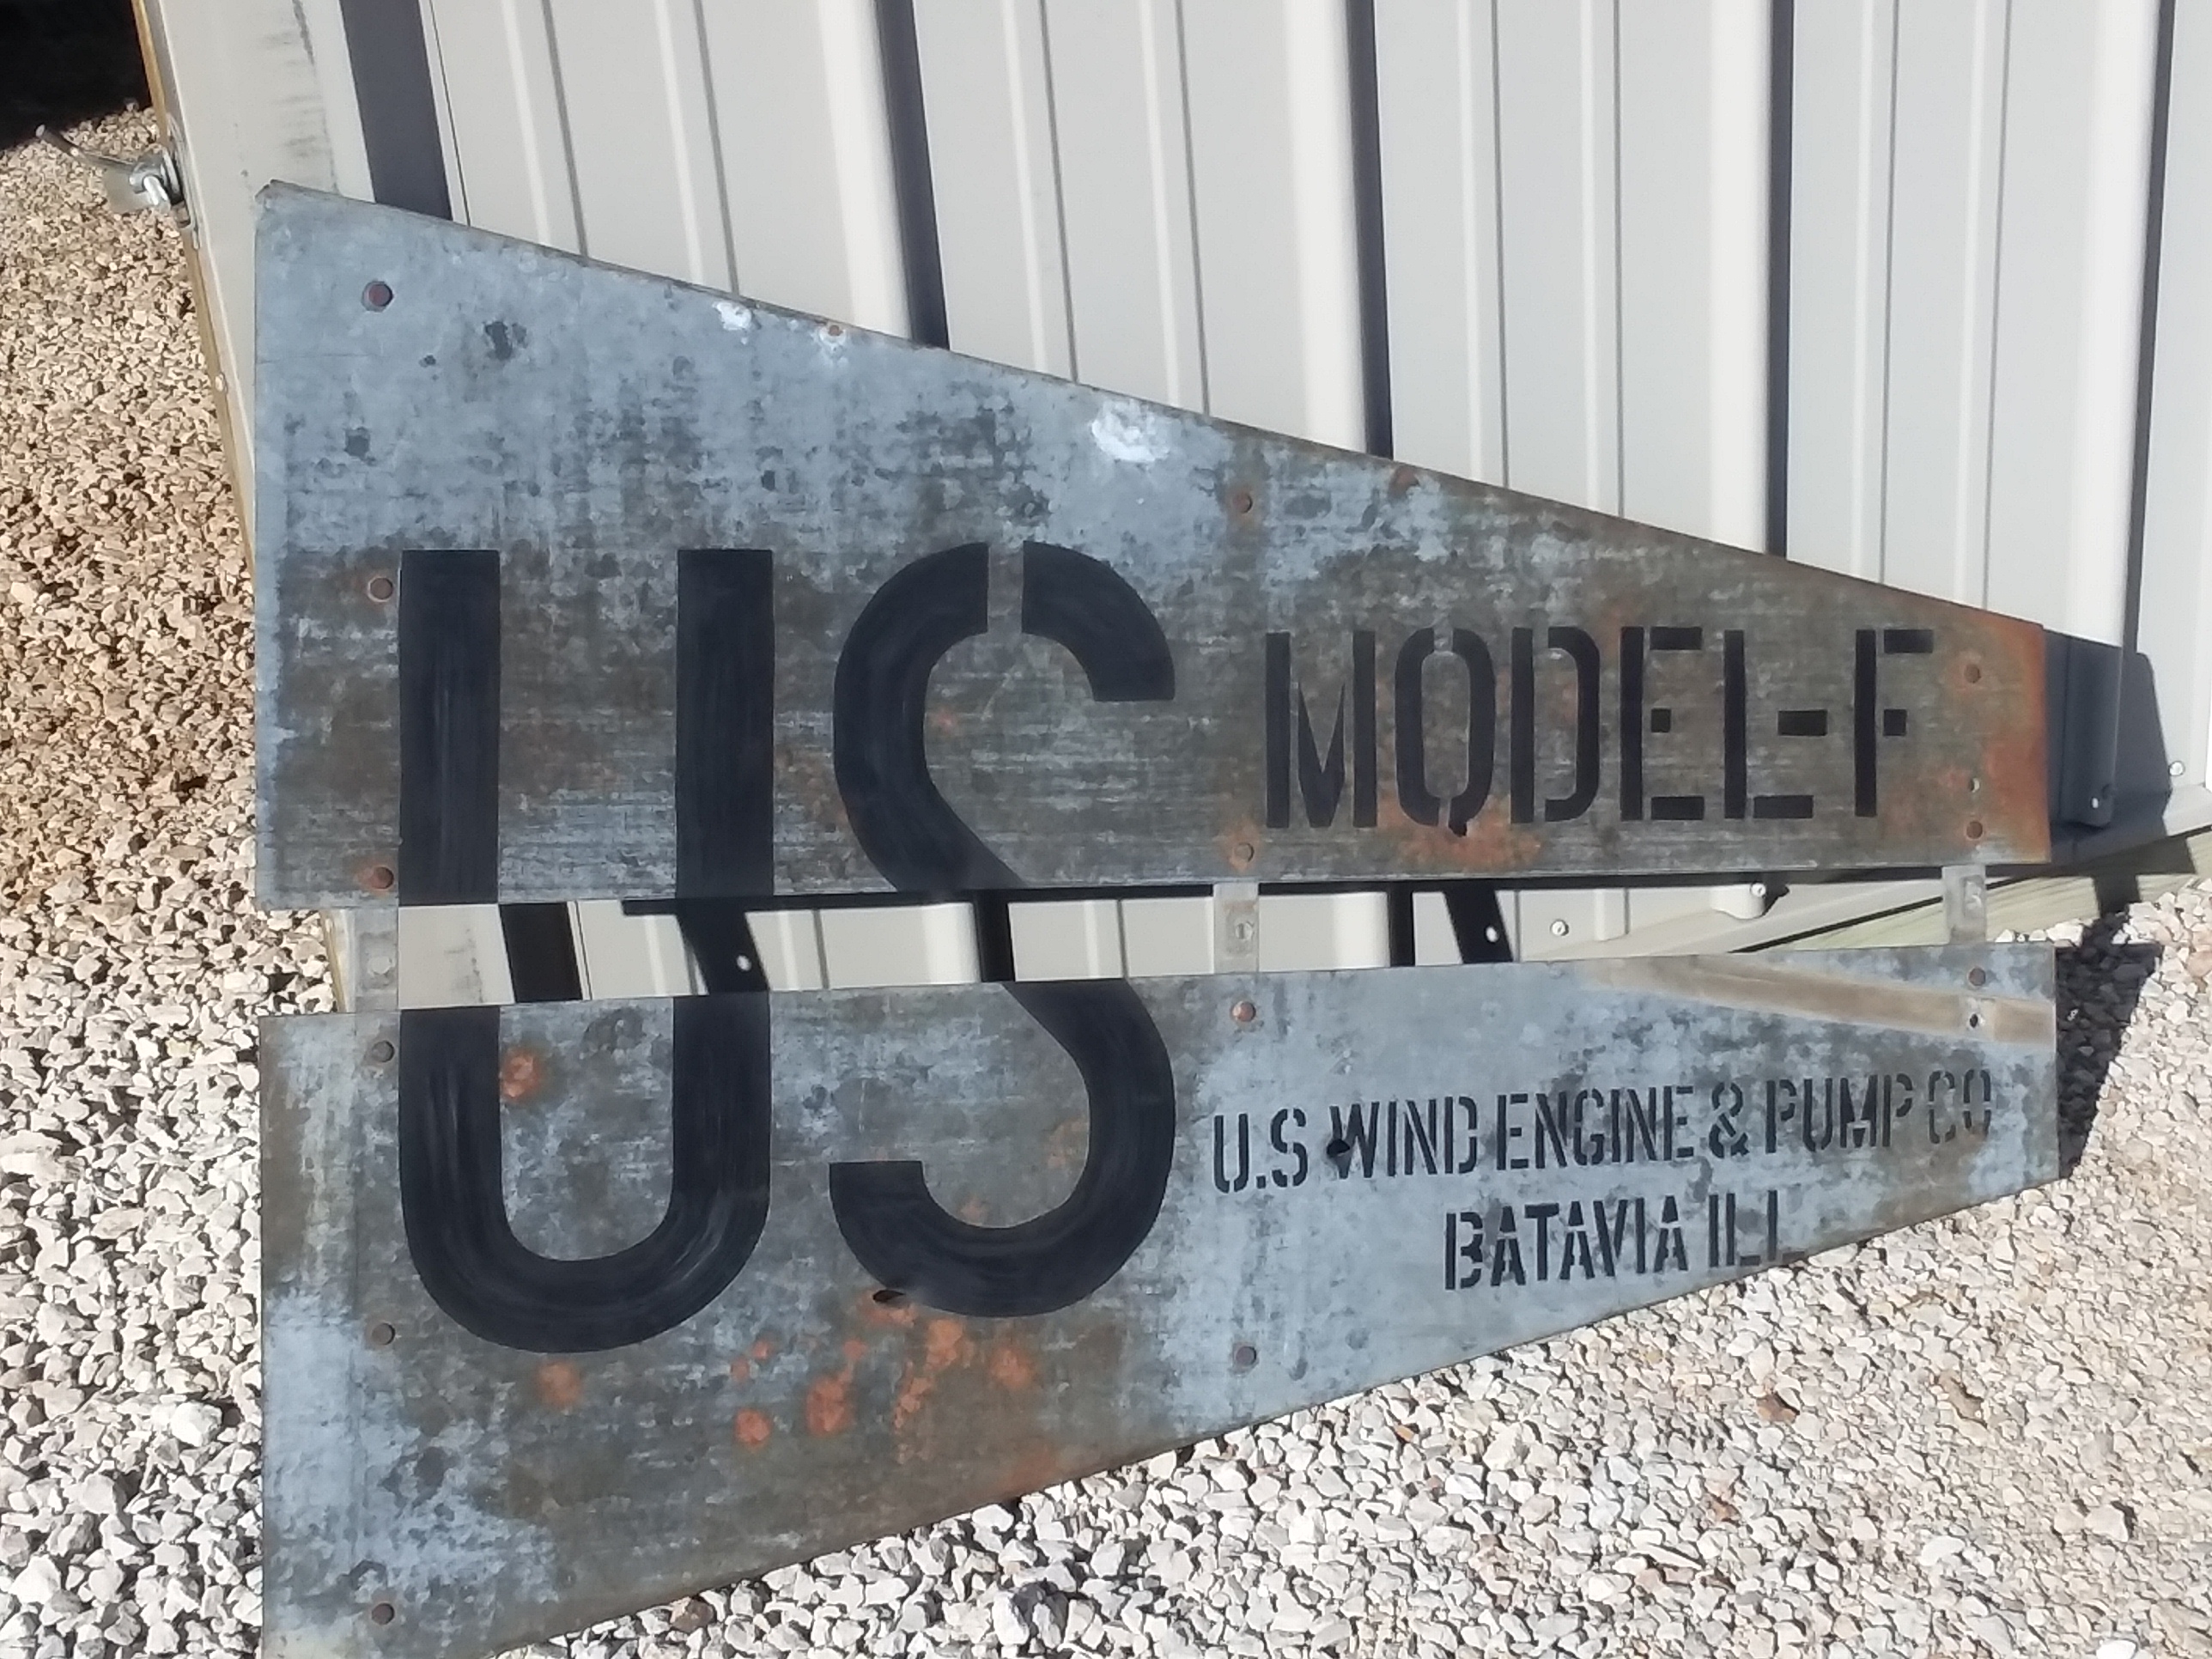 US
MODEL-F
U.S WIND ENGINE & PUMP CO
BATAVIA ILL